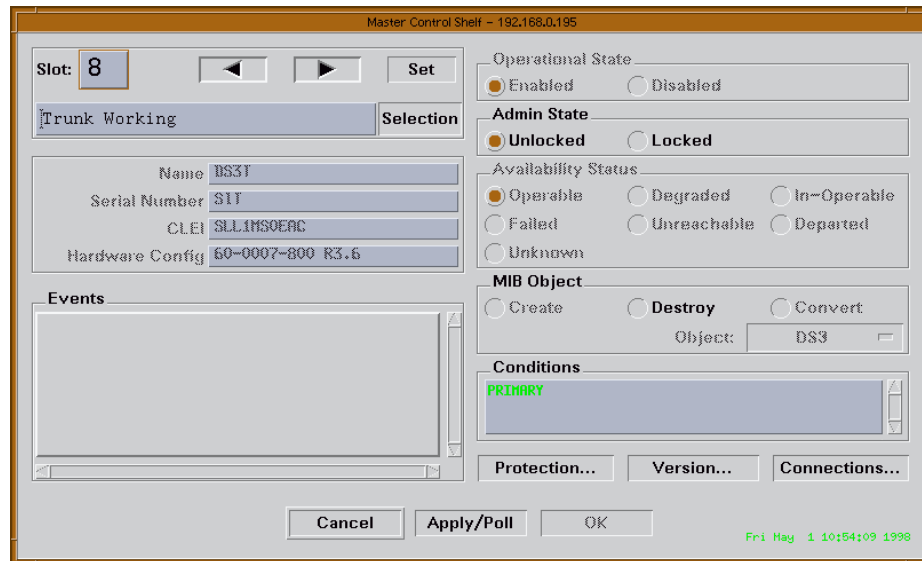 Master Control Shelf - 192.168.0.195
Slot: 8
Set
Trunk Working
Selection
Name DS3T
Serial Number S1T
CLEI SLL1MS0EAC
Hardware Config 60-0007-800 R3.6
Events
Operational State
Enabled Disabled
Admin State
Unlocked Locked
Availability Status
Operable Degraded In-Operable
Failed Unreachable Departed
Unknown
MIB Object
Create Destroy Convert
Object: DS3
Conditions
PRIMARY
Protection... Version... Connections...
Cancel Apply/Poll OK
Fri May 1 10:54:09 1998